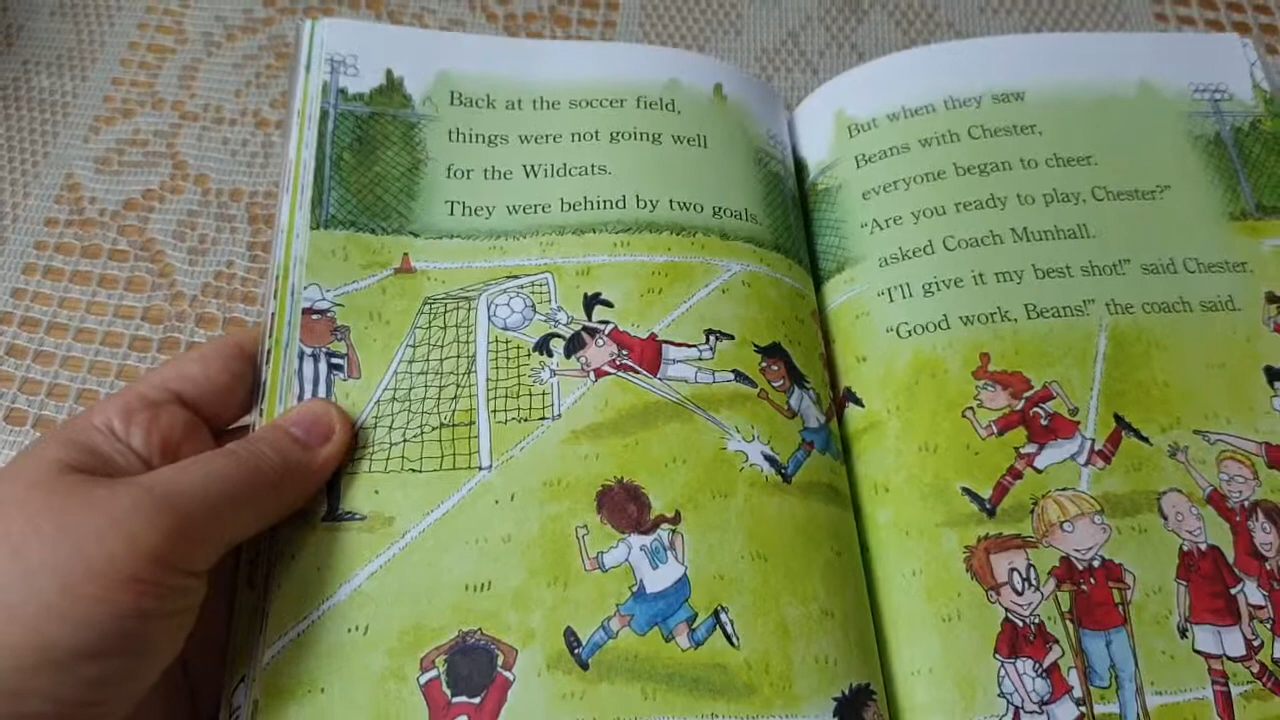 Back at the soccer field,
things were not going well
for the Wildcats.
They were behind by two goals.
10
But when they saw
Beans with Chester,
everyone began to cheer.
“Are you ready to play, Chester?”
asked Coach Munhall.
“I’ll give it my best shot!” said Chester.
“Good work, Beans!” the coach said.